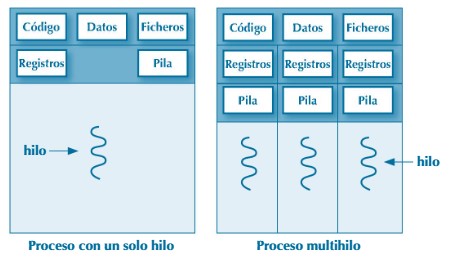 Código Datos Ficheros
Registros Pila
hilo
Proceso con un solo hilo
Código Datos Ficheros
Registros Registros Registros
Pila Pila Pila
hilo
Proceso multihilo